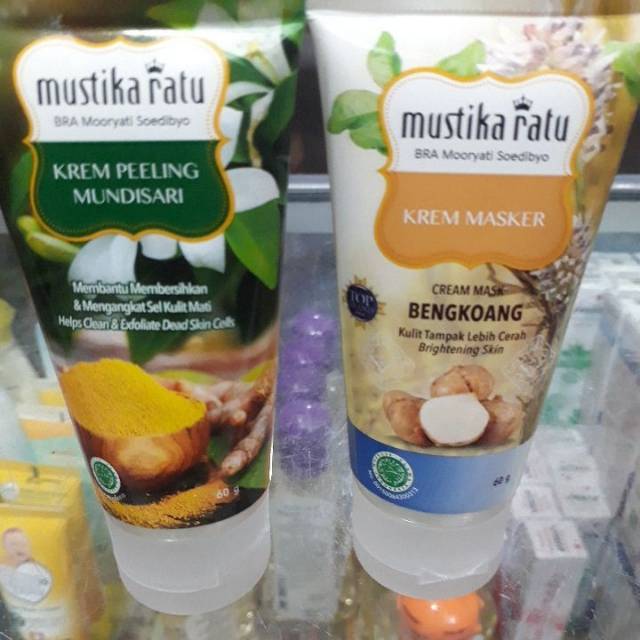 mustika ratu
BRA Mooryati Soedibyo
KREM PEELING
MUNDISARI
Membantu Membersihkan
& Mengangkat Sel Kulit Mati
Helps Clean & Exfoliate Dead Skin Cells
60 g
mustika ratu
BRA Mooryati Soedibyo
KREM MASKER
TOP
CREAM MASK
BENGKOANG
Kulit Tampak Lebih Cerah
Brightening Skin
60 g